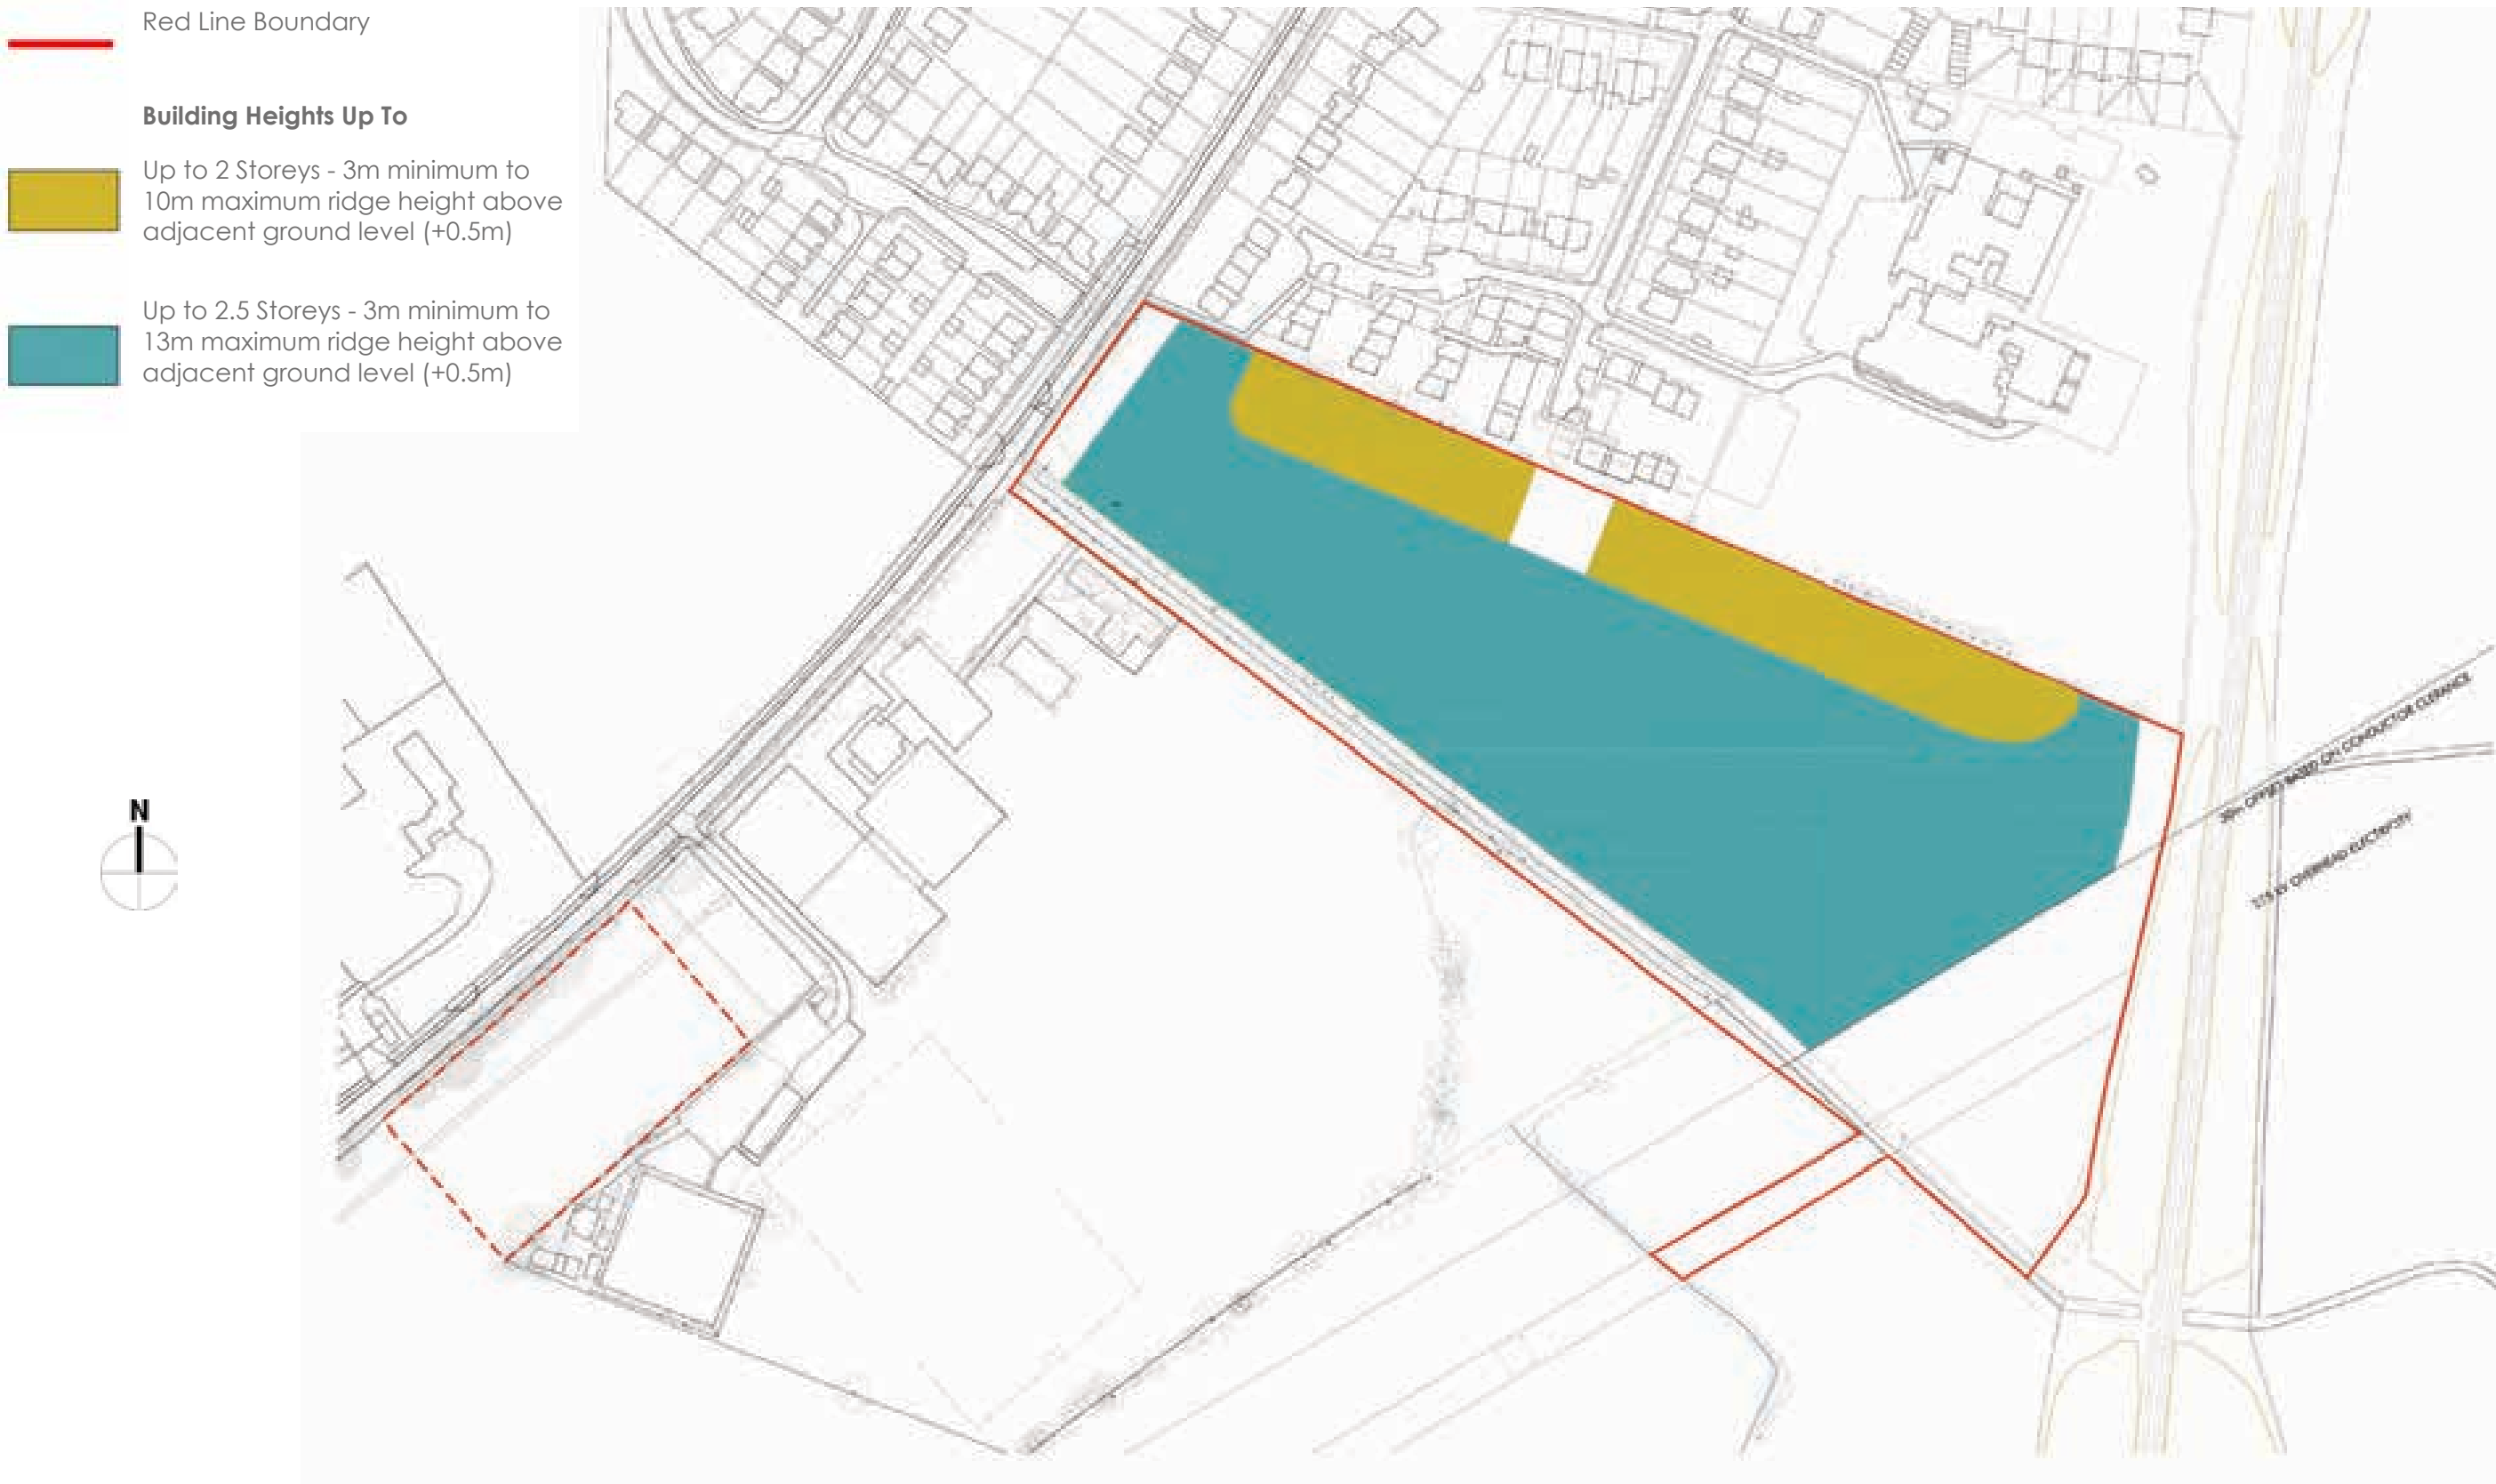 Red Line Boundary
Building Heights Up To
Up to 2 Storeys - 3m minimum to
10m maximum ridge height above
adjacent ground level (+0.5m)
Up to 2.5 Storeys - 3m minimum to
13m maximum ridge height above
adjacent ground level (+0.5m)
N
OVERHEAD ELECTRICITY